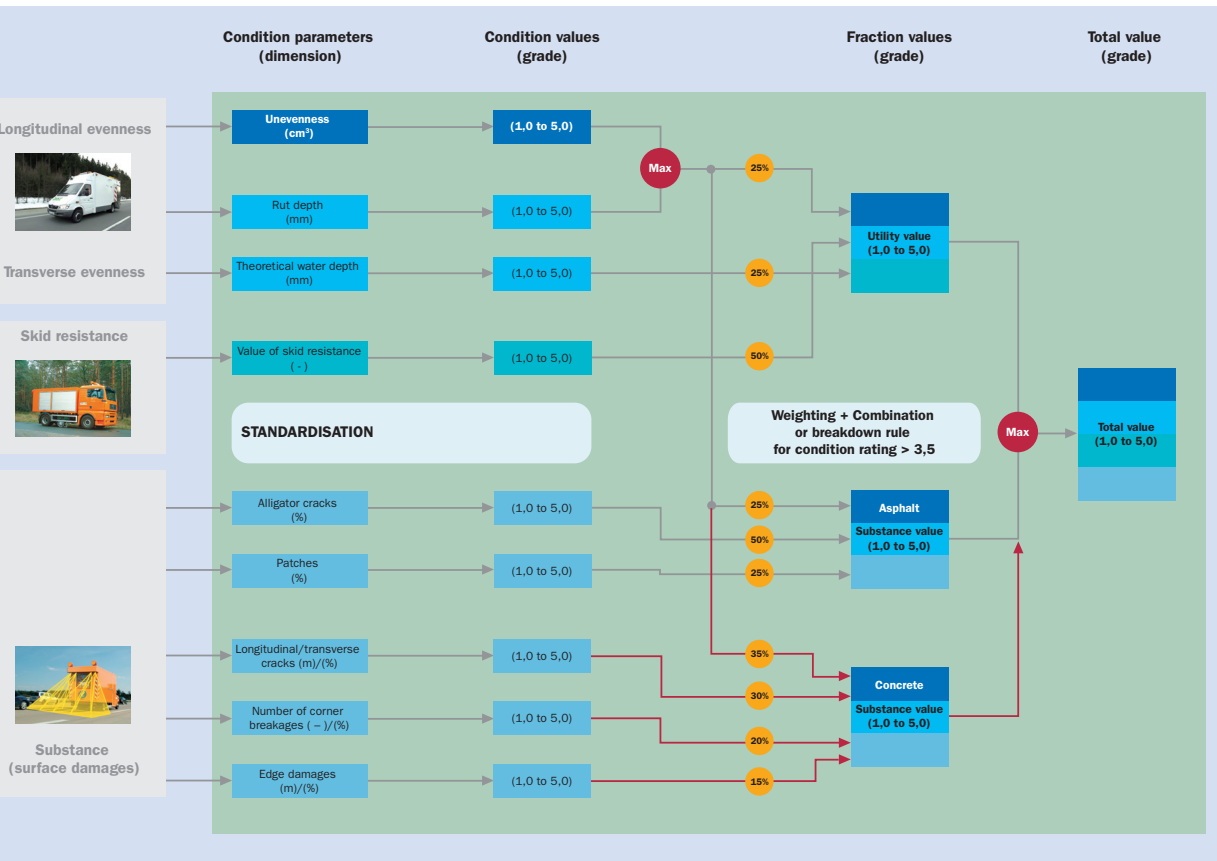 Condition parameters
(dimension)
Condition values
(grade)
Fraction values
(grade)
Total value
(grade)
Longitudinal evenness
Transverse evenness
Skid resistance
Substance
(surface damages)
Unevenness
(cm³)
(1,0 to 5,0)
Max
25%
Rut depth
(mm)
(1,0 to 5,0)
Utility value
(1,0 to 5,0)
Theoretical water depth
(mm)
(1,0 to 5,0)
25%
Value of skid resistance
( - )
(1,0 to 5,0)
50%
STANDARDISATION
Weighting + Combination
or breakdown rule
for condition rating > 3,5
Max
Total value
(1,0 to 5,0)
Alligator cracks
(%)
(1,0 to 5,0)
25%
50%
Asphalt
Substance value
(1,0 to 5,0)
Patches
(%)
(1,0 to 5,0)
25%
Longitudinal/transverse
cracks (m)/(%)
(1,0 to 5,0)
35%
30%
Concrete
Substance value
(1,0 to 5,0)
Number of corner
breakages ( – )/(%)
(1,0 to 5,0)
20%
Edge damages
(m)/(%)
(1,0 to 5,0)
15%